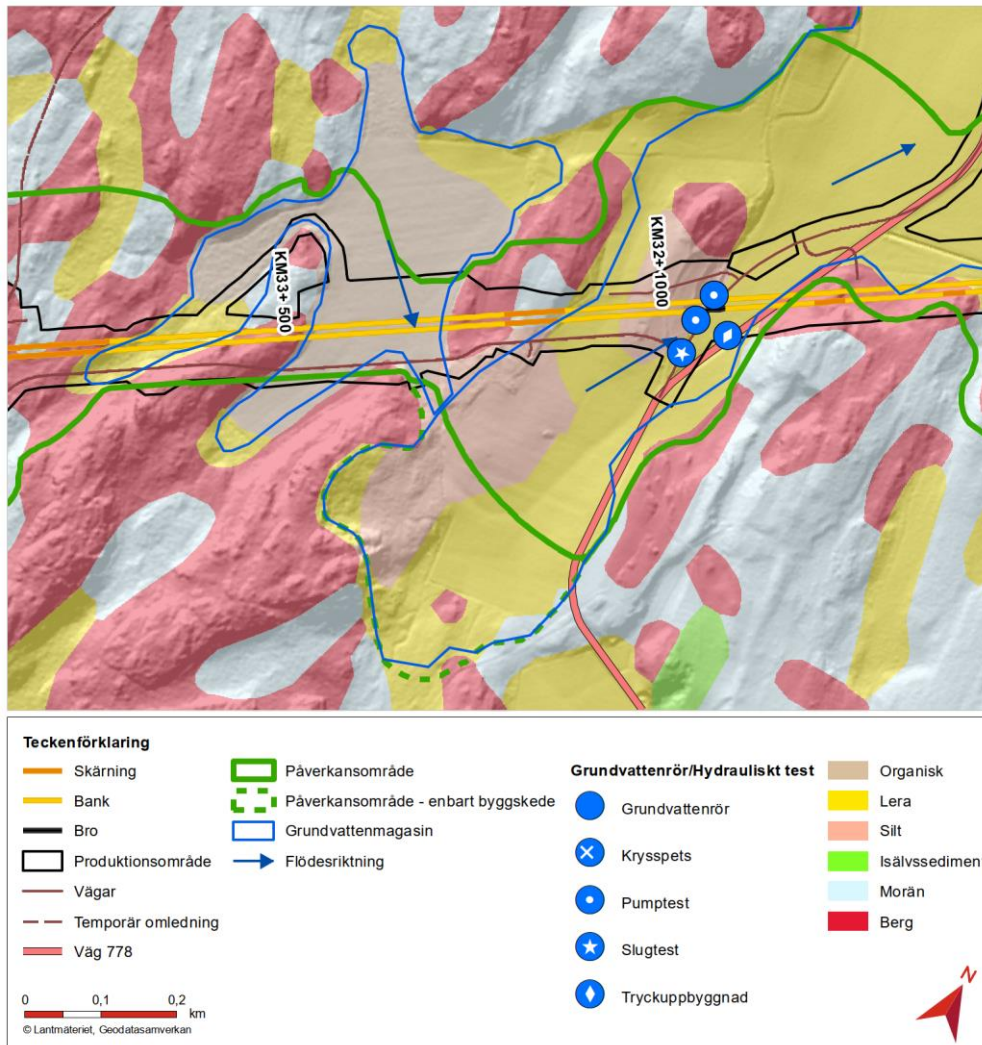 KM33+ 500
KM32+ 1000
Teckenförklaring
Skärning
Bank
Bro
Produktionsområde
Vägar
Temporär omledning
Väg 778
0 0,1 0,2
km
© Lantmäteriet, Geodatasamverkan
Påverkansområde
Påverkansområde - enbart byggskede
Grundvattenmagasin
Flödesriktning
Grundvattenrör/Hydrauliskt test
Grundvattenrör
Krysspets
Pumptest
Slugtest
Tryckuppbyggnad
Organisk
Lera
Silt
Isälvssediment
Morän
Berg
N